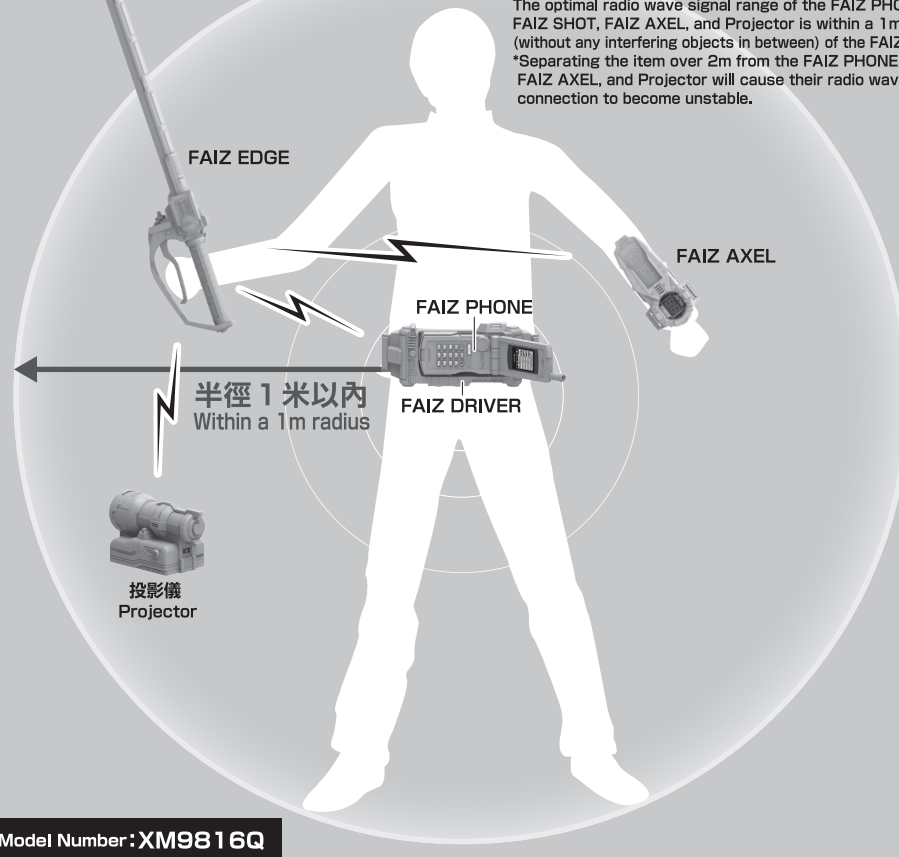 The optimal radio wave signal range of the FAIZ PHO
FAIZ SHOT, FAIZ AXEL, and Projector is within a 1m
(without any interfering objects in between) of the FAIZ
*Separating the item over 2m from the FAIZ PHONE
FAIZ AXEL, and Projector will cause their radio wav
connection to become unstable.
FAIZ EDGE
FAIZ AXEL
FAIZ PHONE
半徑1米以內
Within a 1m radius
FAIZ DRIVER
投影儀
Projector
Model Number:XM9816Q